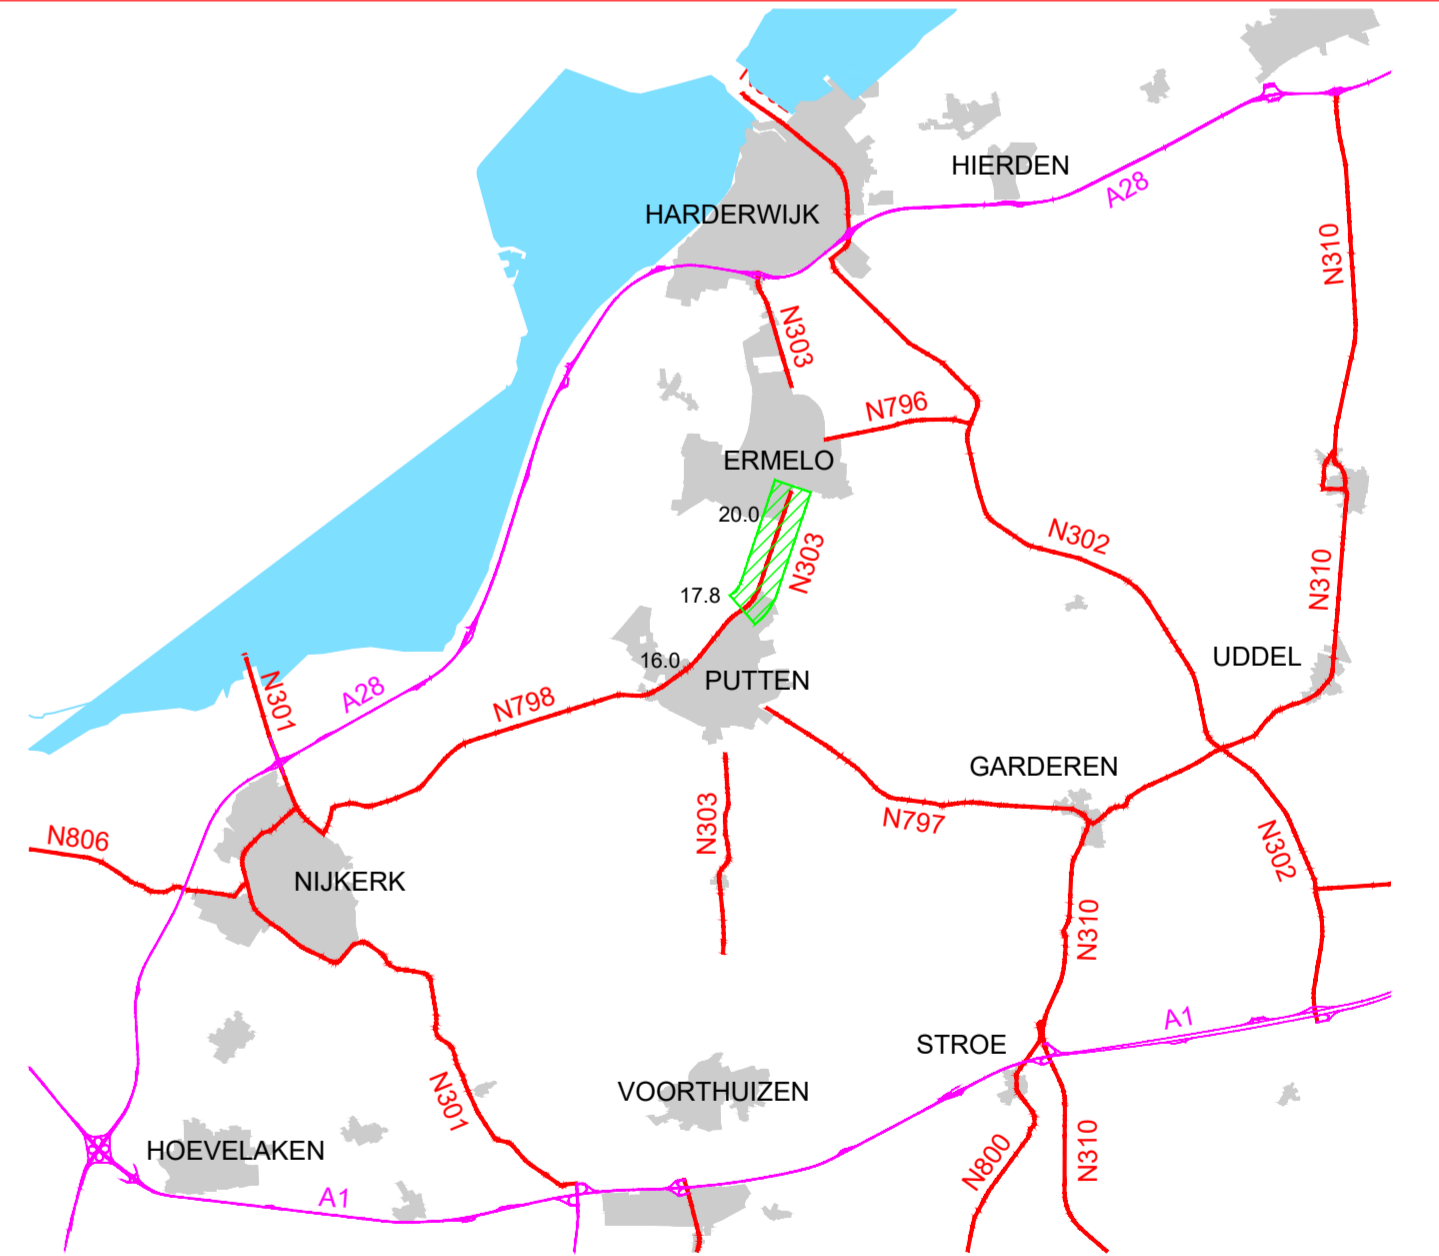 HIERDEN
A28
HARDERWIJK
N310
N303
N796
ERMELO
20.0
N302
N303
17.8
N310
16.0
UDDEL
PUTTEN
N301
A28
N798
GARDEREN
N303
N797
N806
N302
NIJKERK
N310
A1
STROE
VOORTHUIZEN
N301
HOEVELAKEN
N800
N310
A1